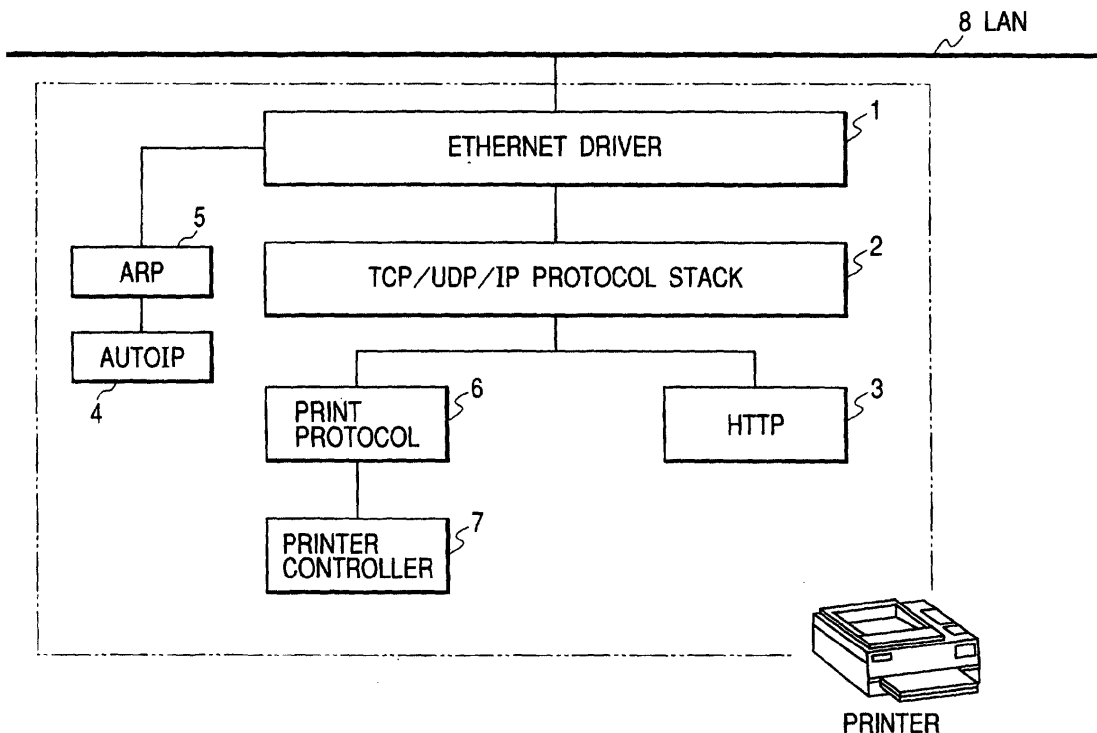 8 LAN
1
ETHERNET DRIVER
5
ARP
2
TCP/UDP/IP PROTOCOL STACK
AUTOIP
4
6
PRINT
PROTOCOL
3
HTTP
7
PRINTER
CONTROLLER
PRINTER